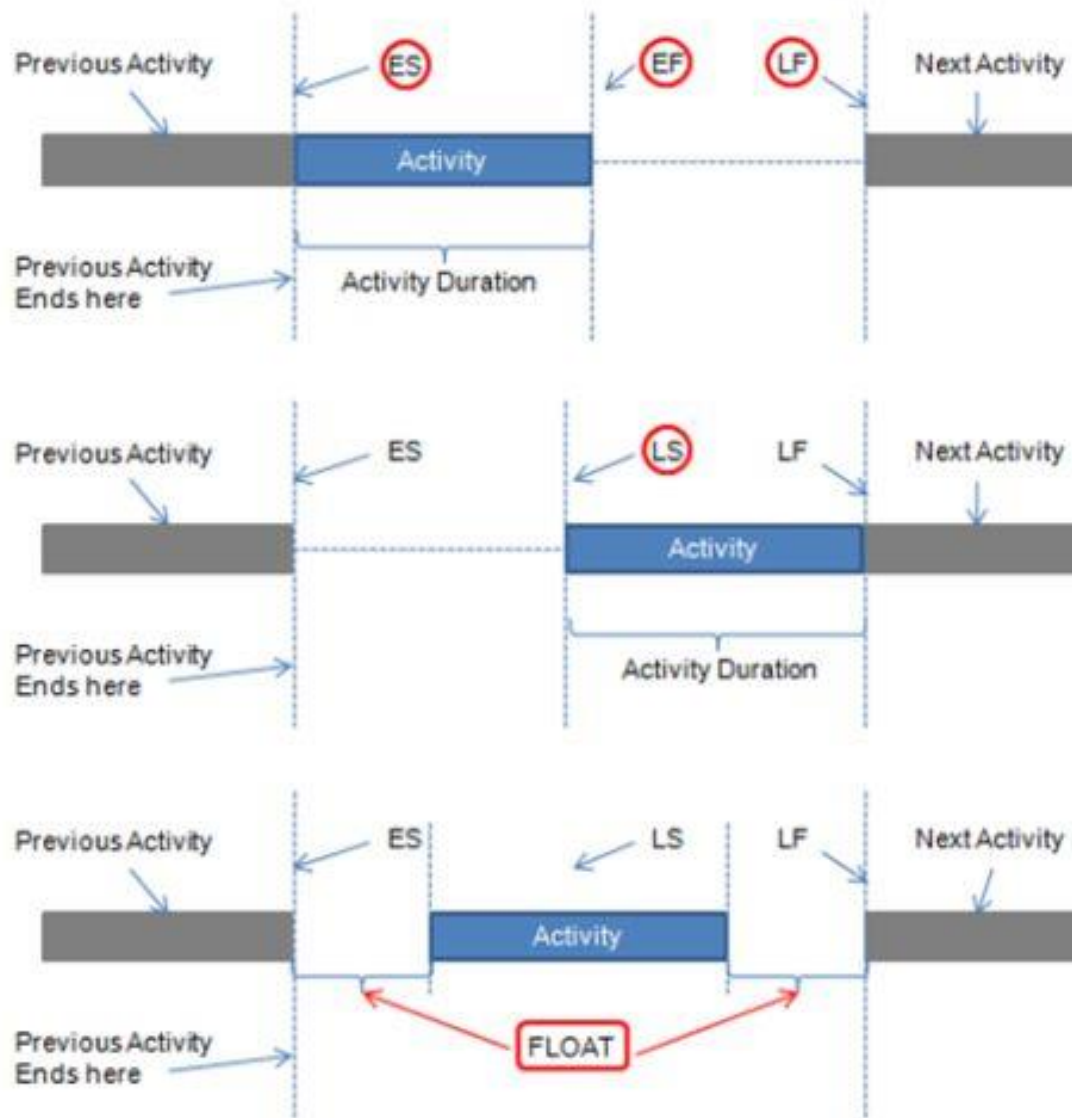 Previous Activity
ES
EF
LF
Next Activity
Activity
Previous Activity
Ends here
Activity Duration
Previous Activity
ES
LS
LF
Next Activity
Activity
Previous Activity
Ends here
Activity Duration
Previous Activity
ES
LS
LF
Next Activity
Activity
FLOAT
Previous Activity
Ends here